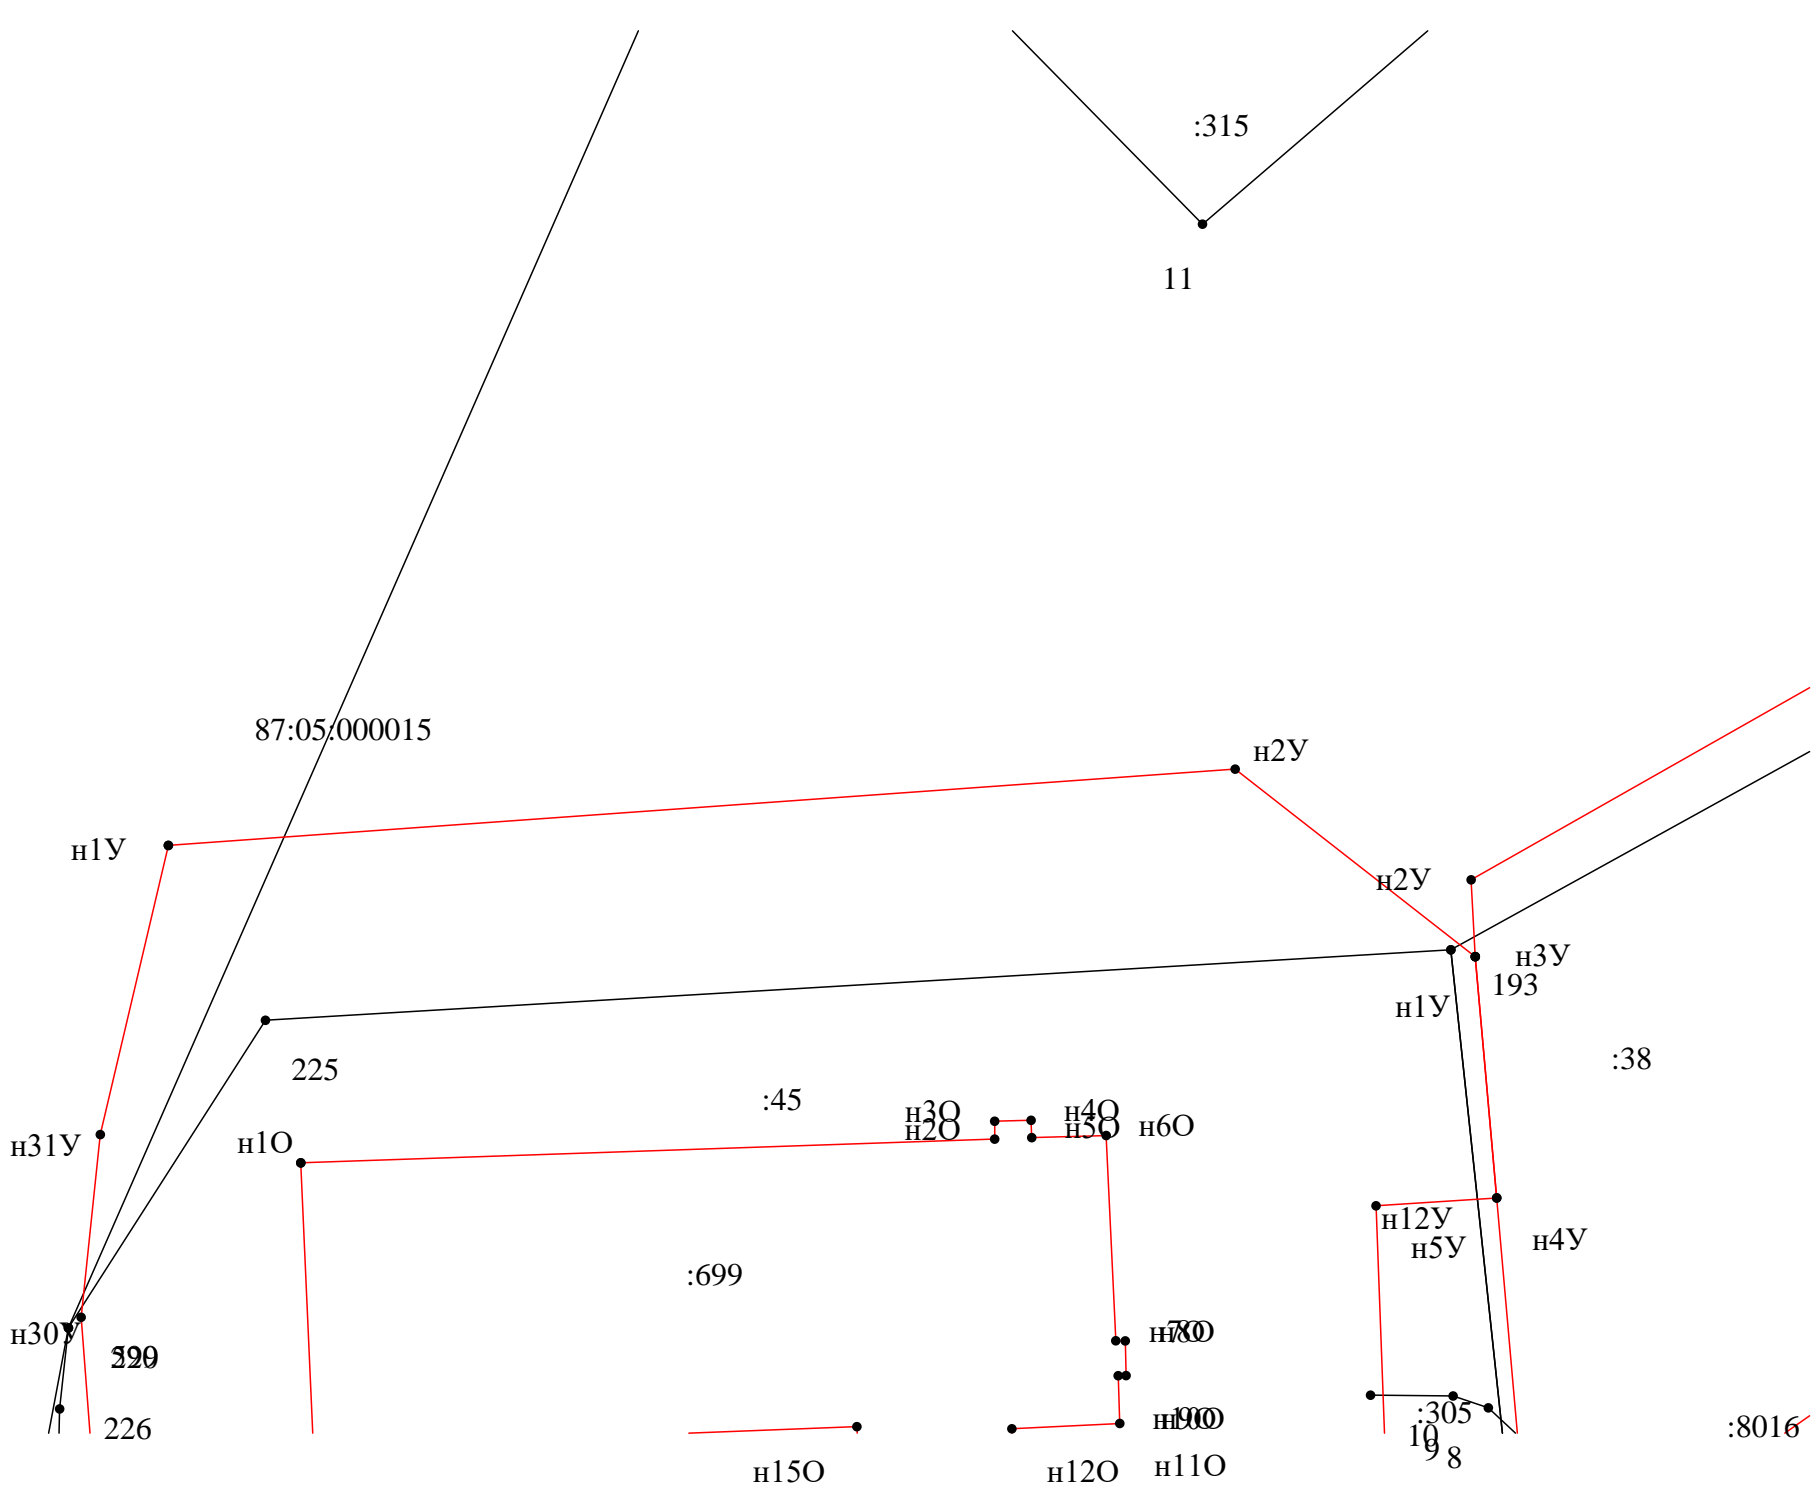 :315
11
87:05:000015
н2У
н1У
н2У
н3У
193
н1У
:38
225
:45
н3О
н4О
н2О
н5О
н6О
н31У
н1О
н12У
н4У
н5У
:699
н30У
:305
:8016
226
10
9
8
н15О
н12О
н11О